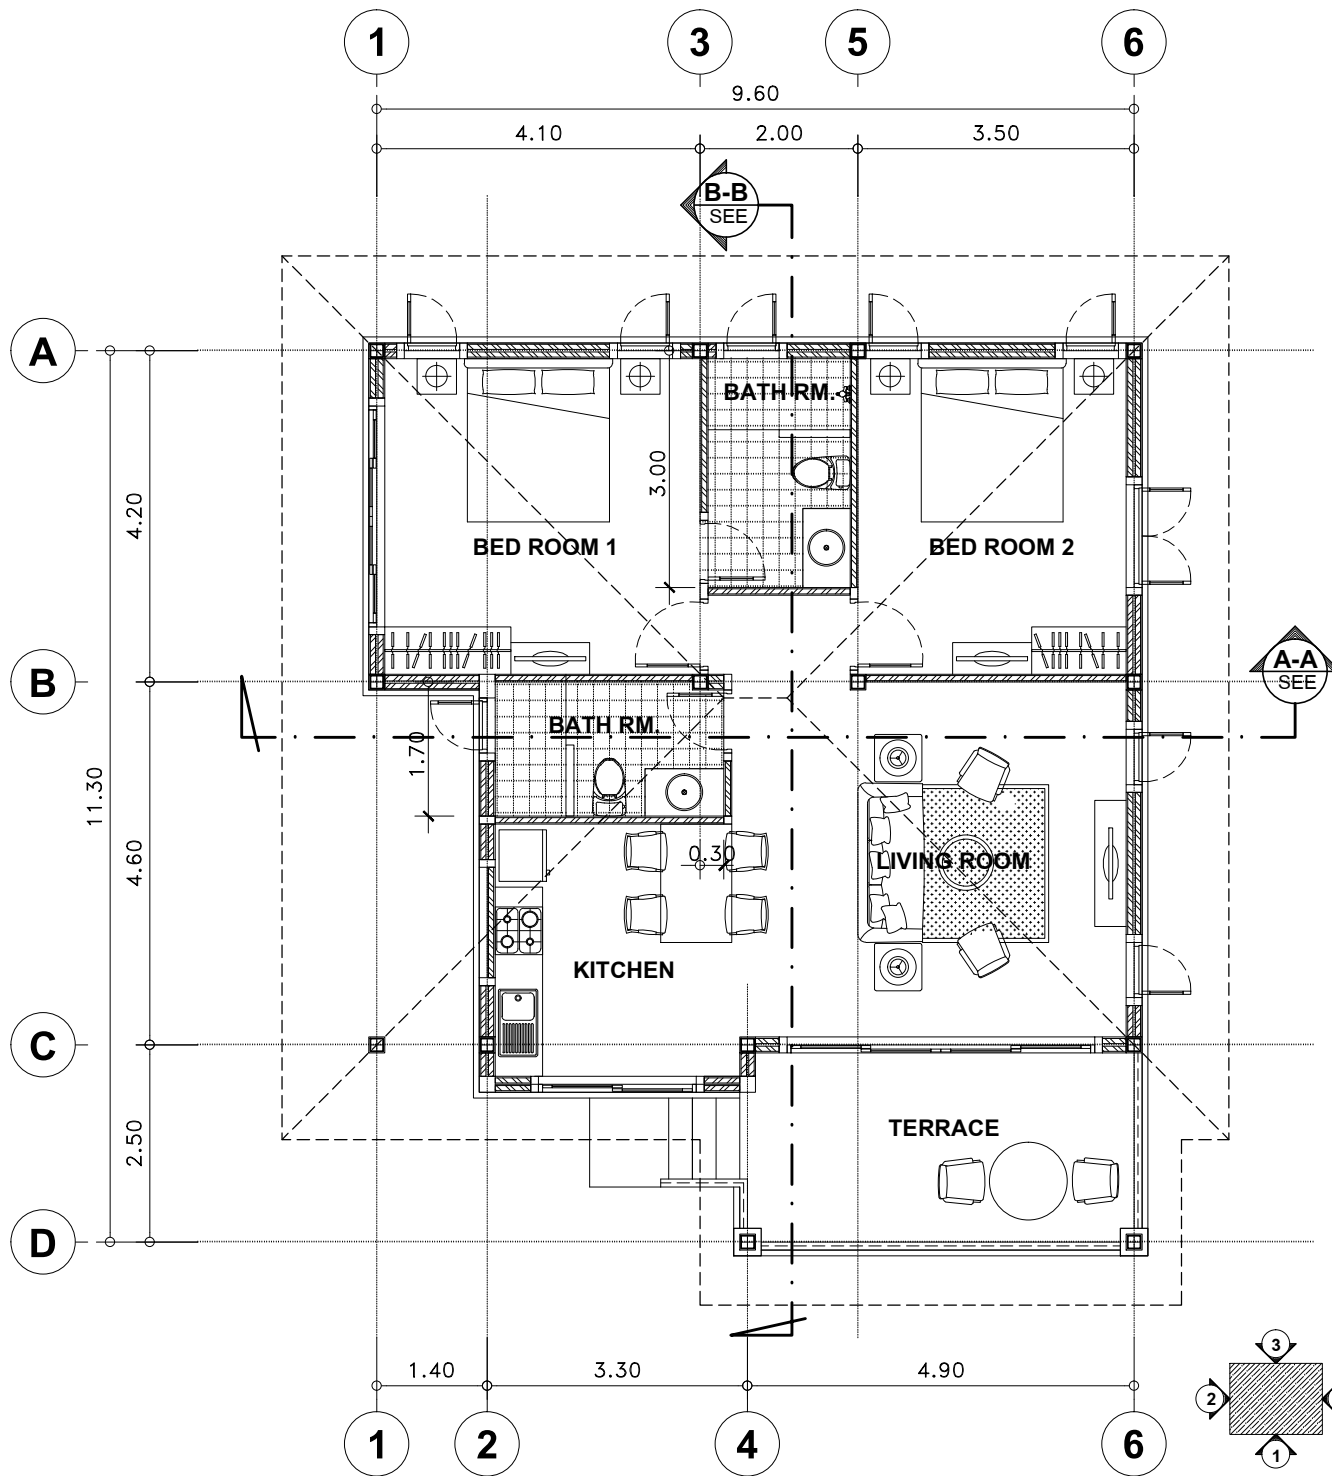 1 3 5 6
9.60
4.10 2.00 3.50
B-B
SEE
A
BATH RM.
3.00
4.20
BED ROOM 1
BED ROOM 2
B
A-A
SEE
BATH RM.
1.70
11.30
4.60
0.30
LIVING ROOM
KITCHEN
C
TERRACE
2.50
D
1.40 3.30 4.90
3
2
1
1 2 4 6